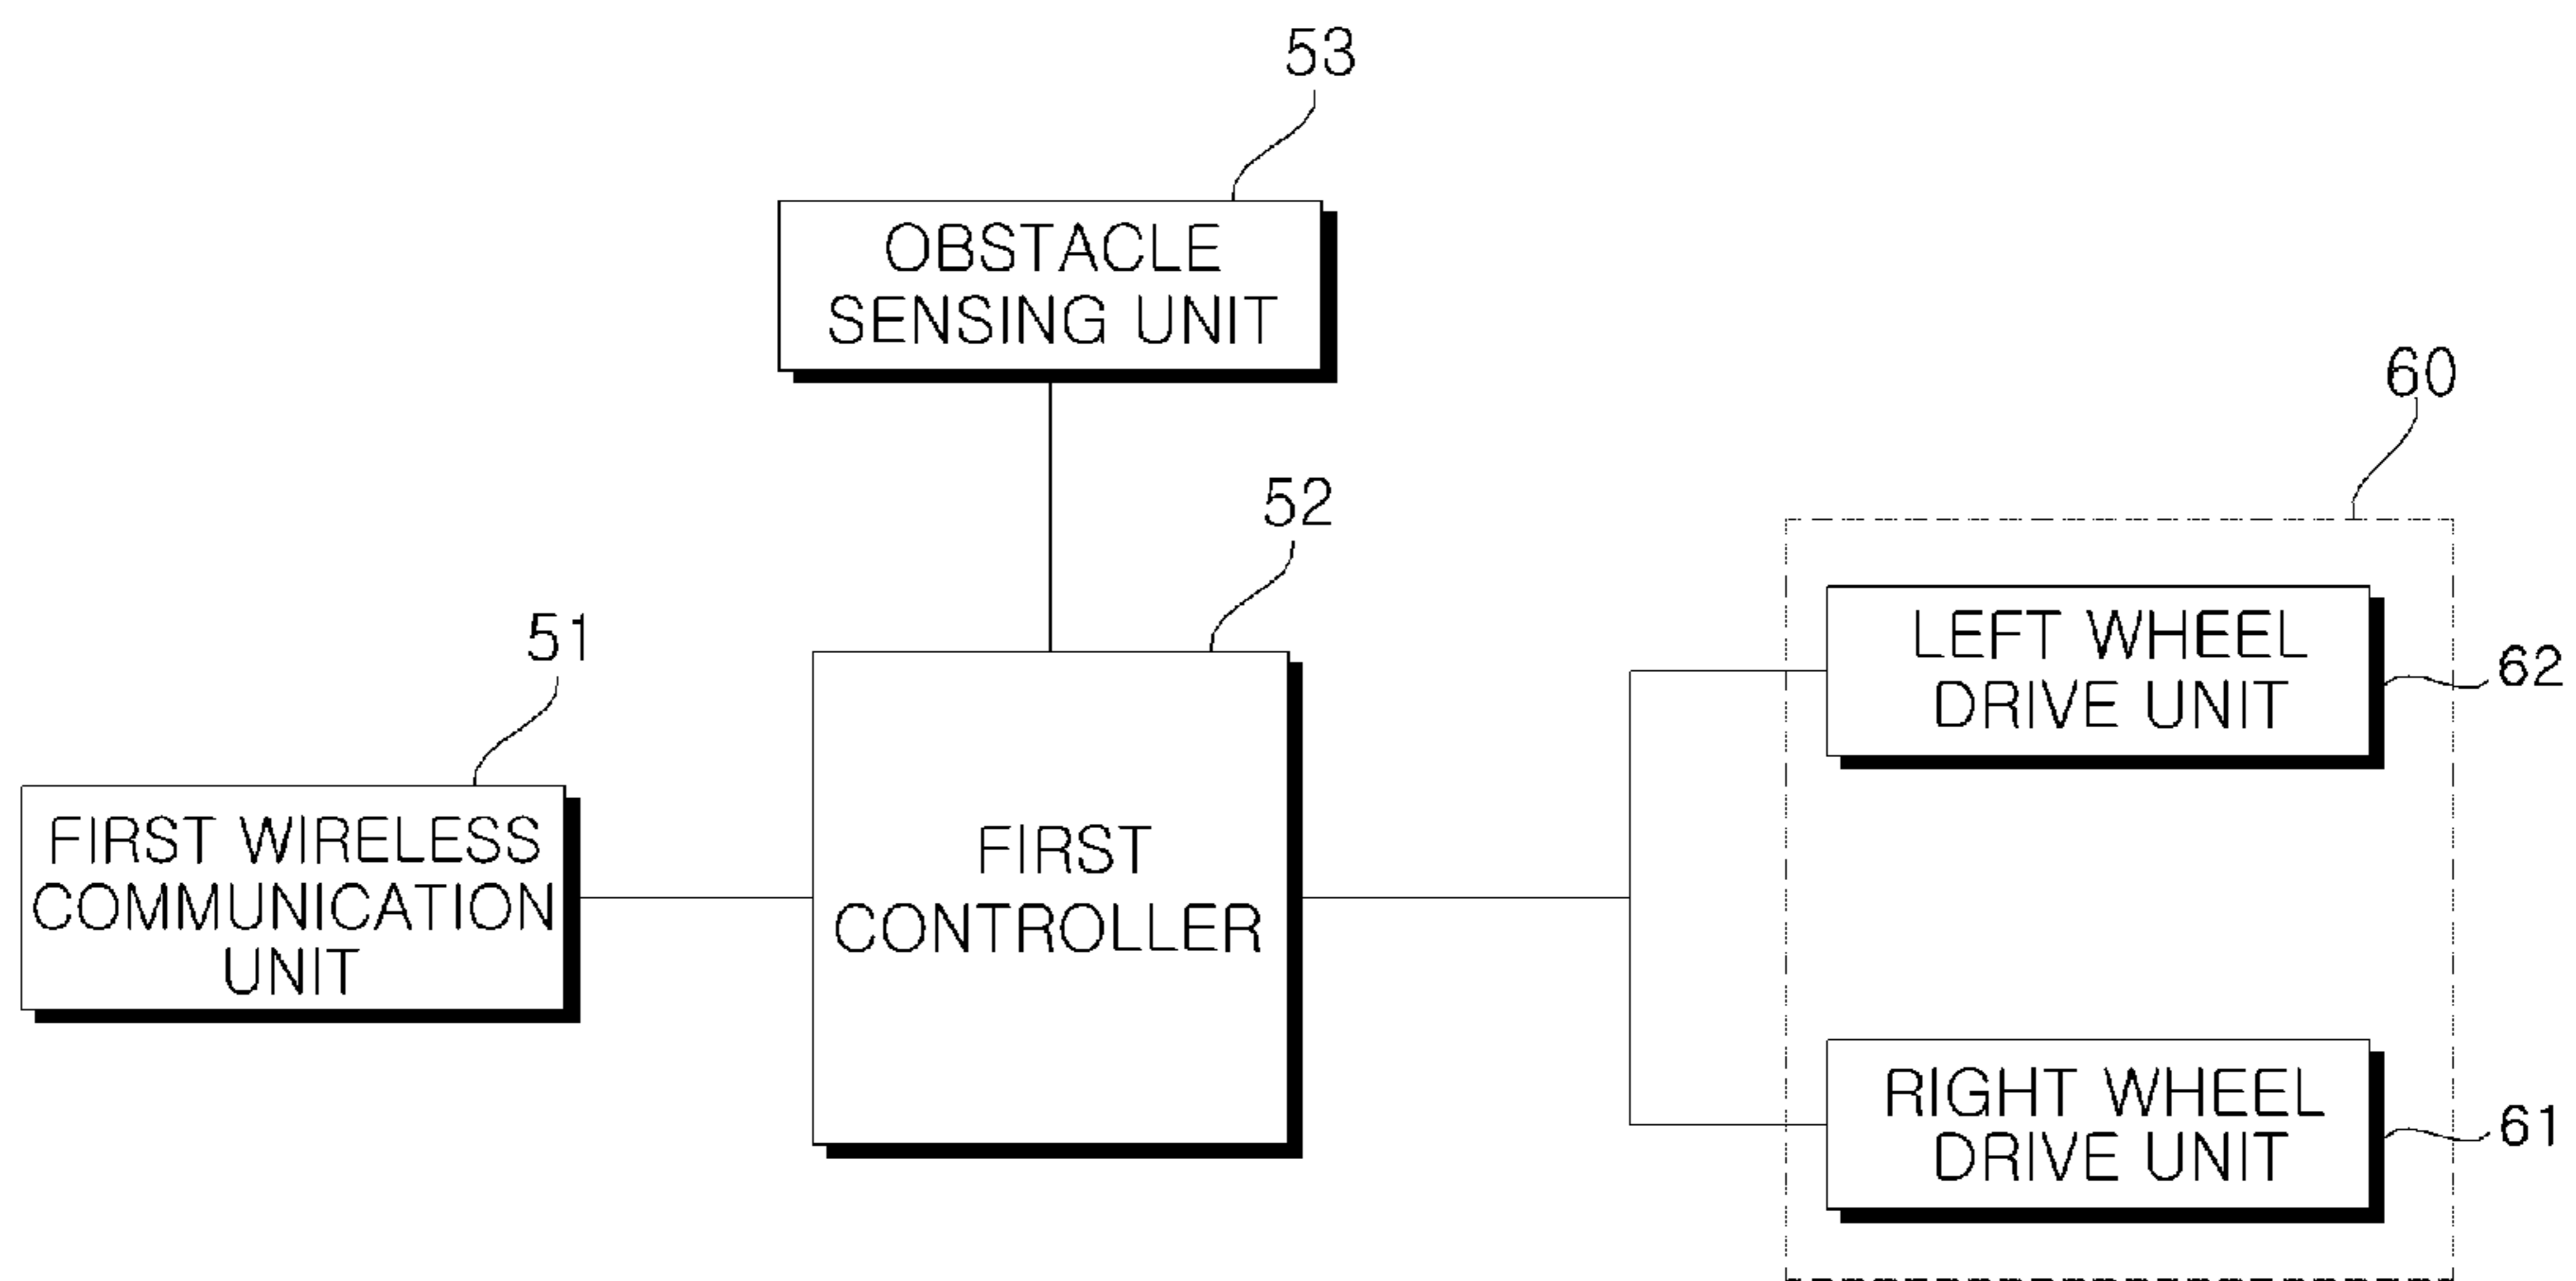 53
OBSTACLE
SENSING UNIT
60
52
LEFT WHEEL
DRIVE UNIT
62
51
FIRST WIRELESS
COMMUNICATION
UNIT
FIRST
CONTROLLER
RIGHT WHEEL
DRIVE UNIT
61